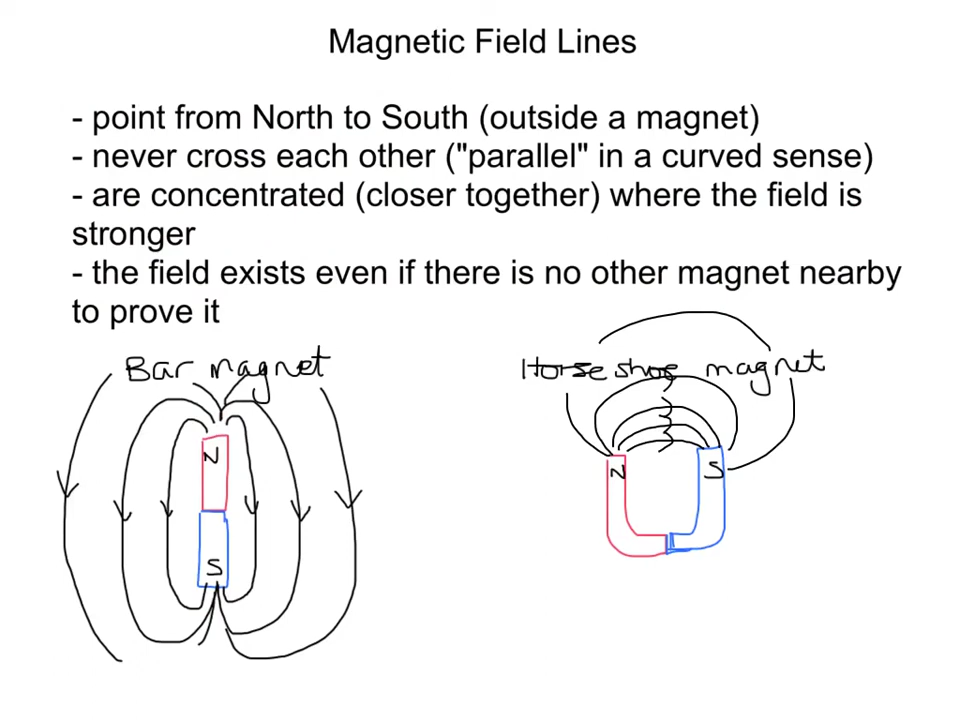 Magnetic Field Lines
- point from North to South (outside a magnet)
- never cross each other ("parallel" in a curved sense)
- are concentrated (closer together) where the field is
stronger
- the field exists even if there is no other magnet nearby
to prove it
Bar magnet
Horse shoe magnet
N
N
S
S